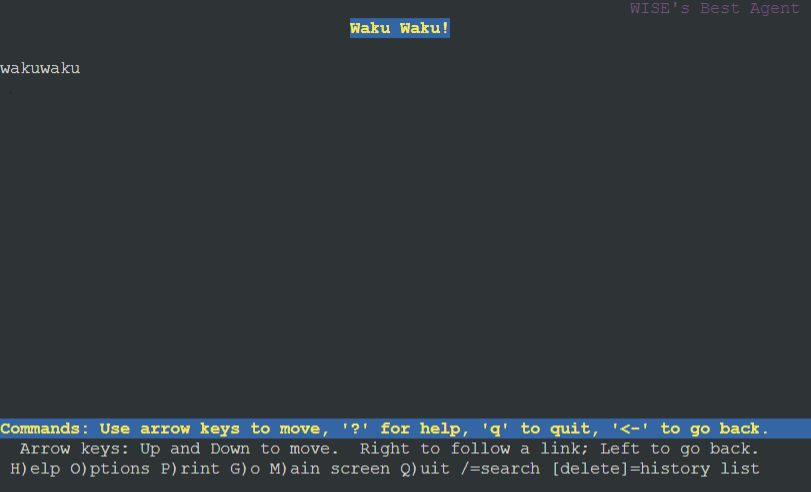 WISE's Best Agent
Waku Waku!
wakuwaku
Commands: Use arrow keys to move, '?' for help, 'q' to quit, '<-' to go back.
Arrow keys: Up and Down to move.  Right to follow a link; Left to go back.
H)elp O)ptions P)rint G)o M)ain screen Q)uit /=search [delete]=history list